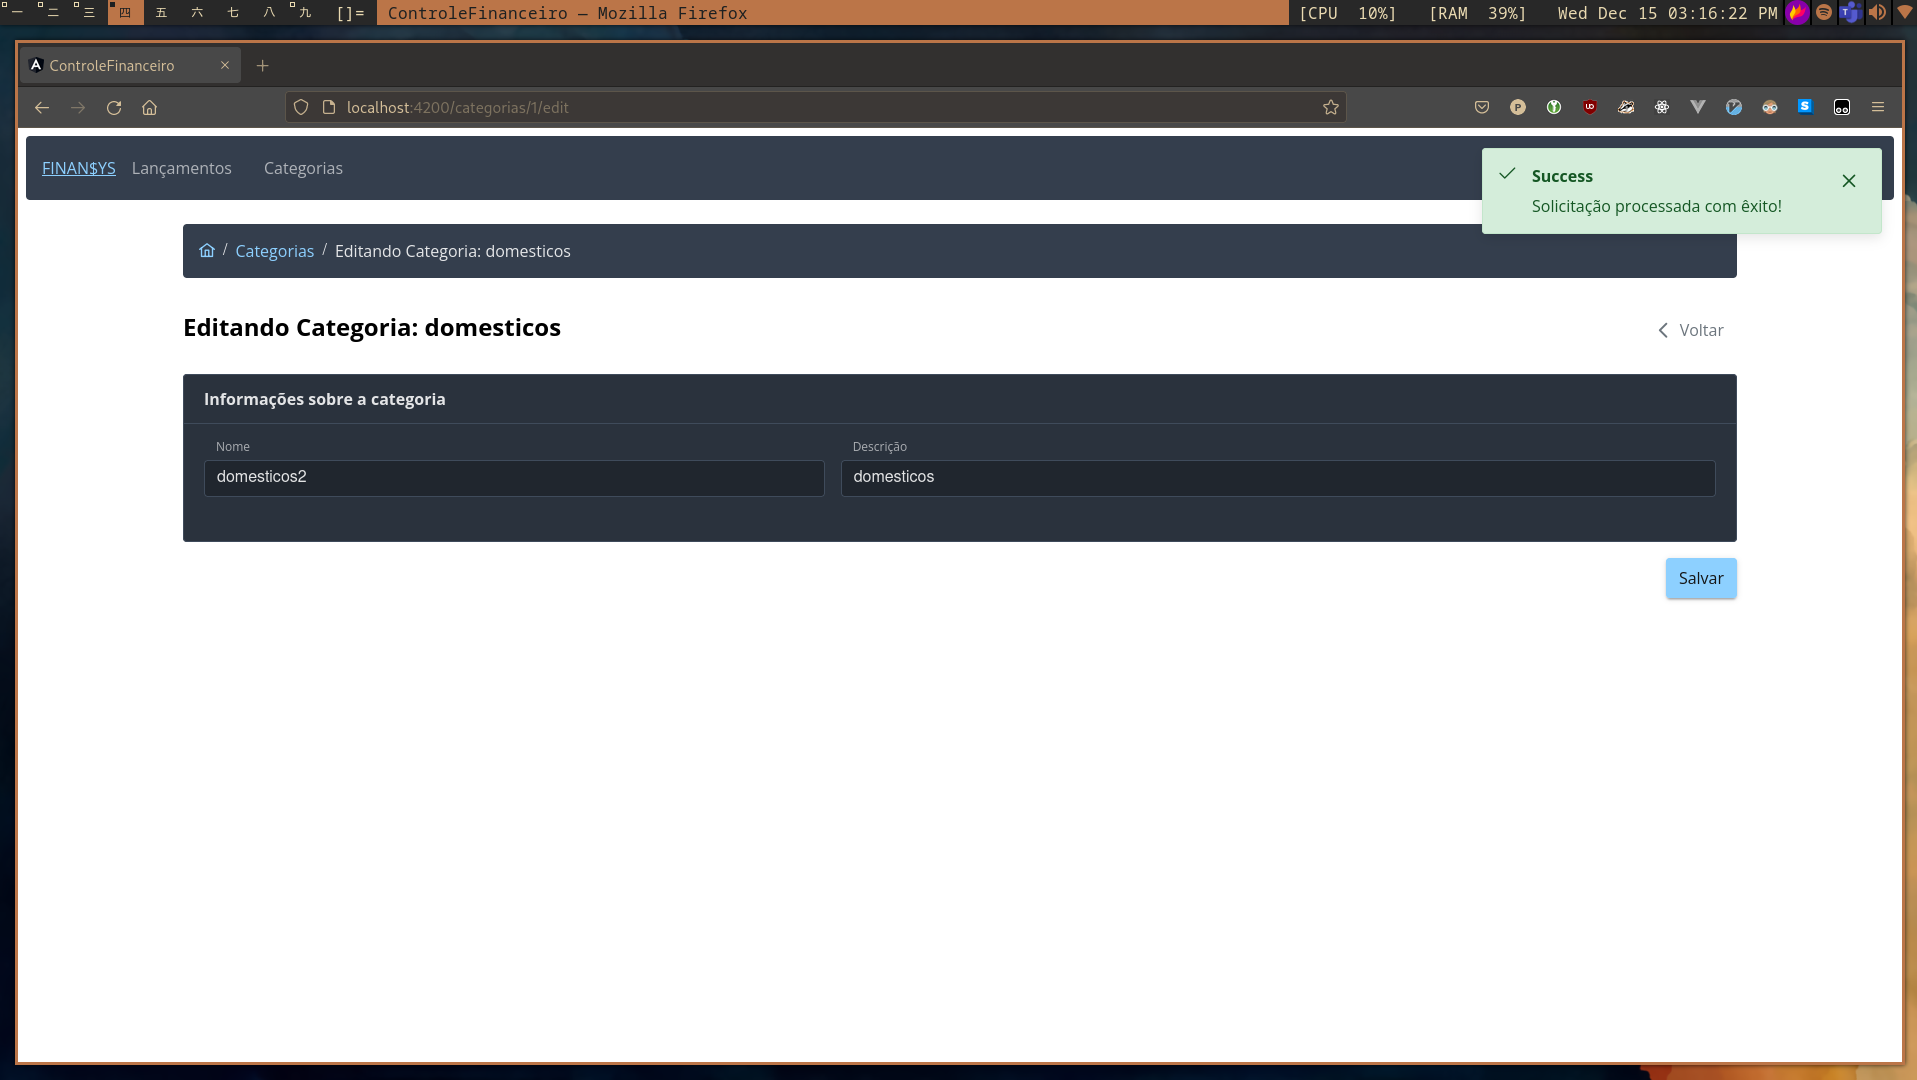 一 二 三 四 五 六 七 八 九 []= ControleFinanceiro — Mozilla Firefox [CPU 10%] [RAM 39%] Wed Dec 15 03:16:22 PM
ControleFinanceiro
localhost:4200/categorias/1/edit
FINAN$YS Lançamentos Categorias
Success
Solicitação processada com êxito!
/ Categorias / Editando Categoria: domesticos
Editando Categoria: domesticos
Voltar
Informações sobre a categoria
Nome Descrição
domesticos2 domesticos
Salvar